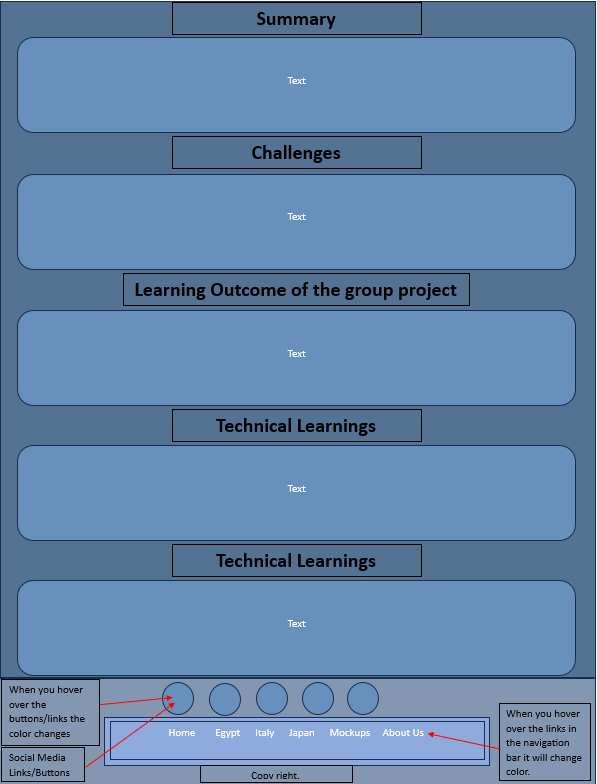 Summary
Text
Challenges
Text
Learning Outcome of the group project
Text
Technical Learnings
Text
Technical Learnings
Text
When you hover
over the
buttons/links the
color changes
Social Media
Links/Buttons
Home Egypt Italy Japan Mockups About Us
When you hover
over the links in
the navigation
bar it will change
color.
Copy right.